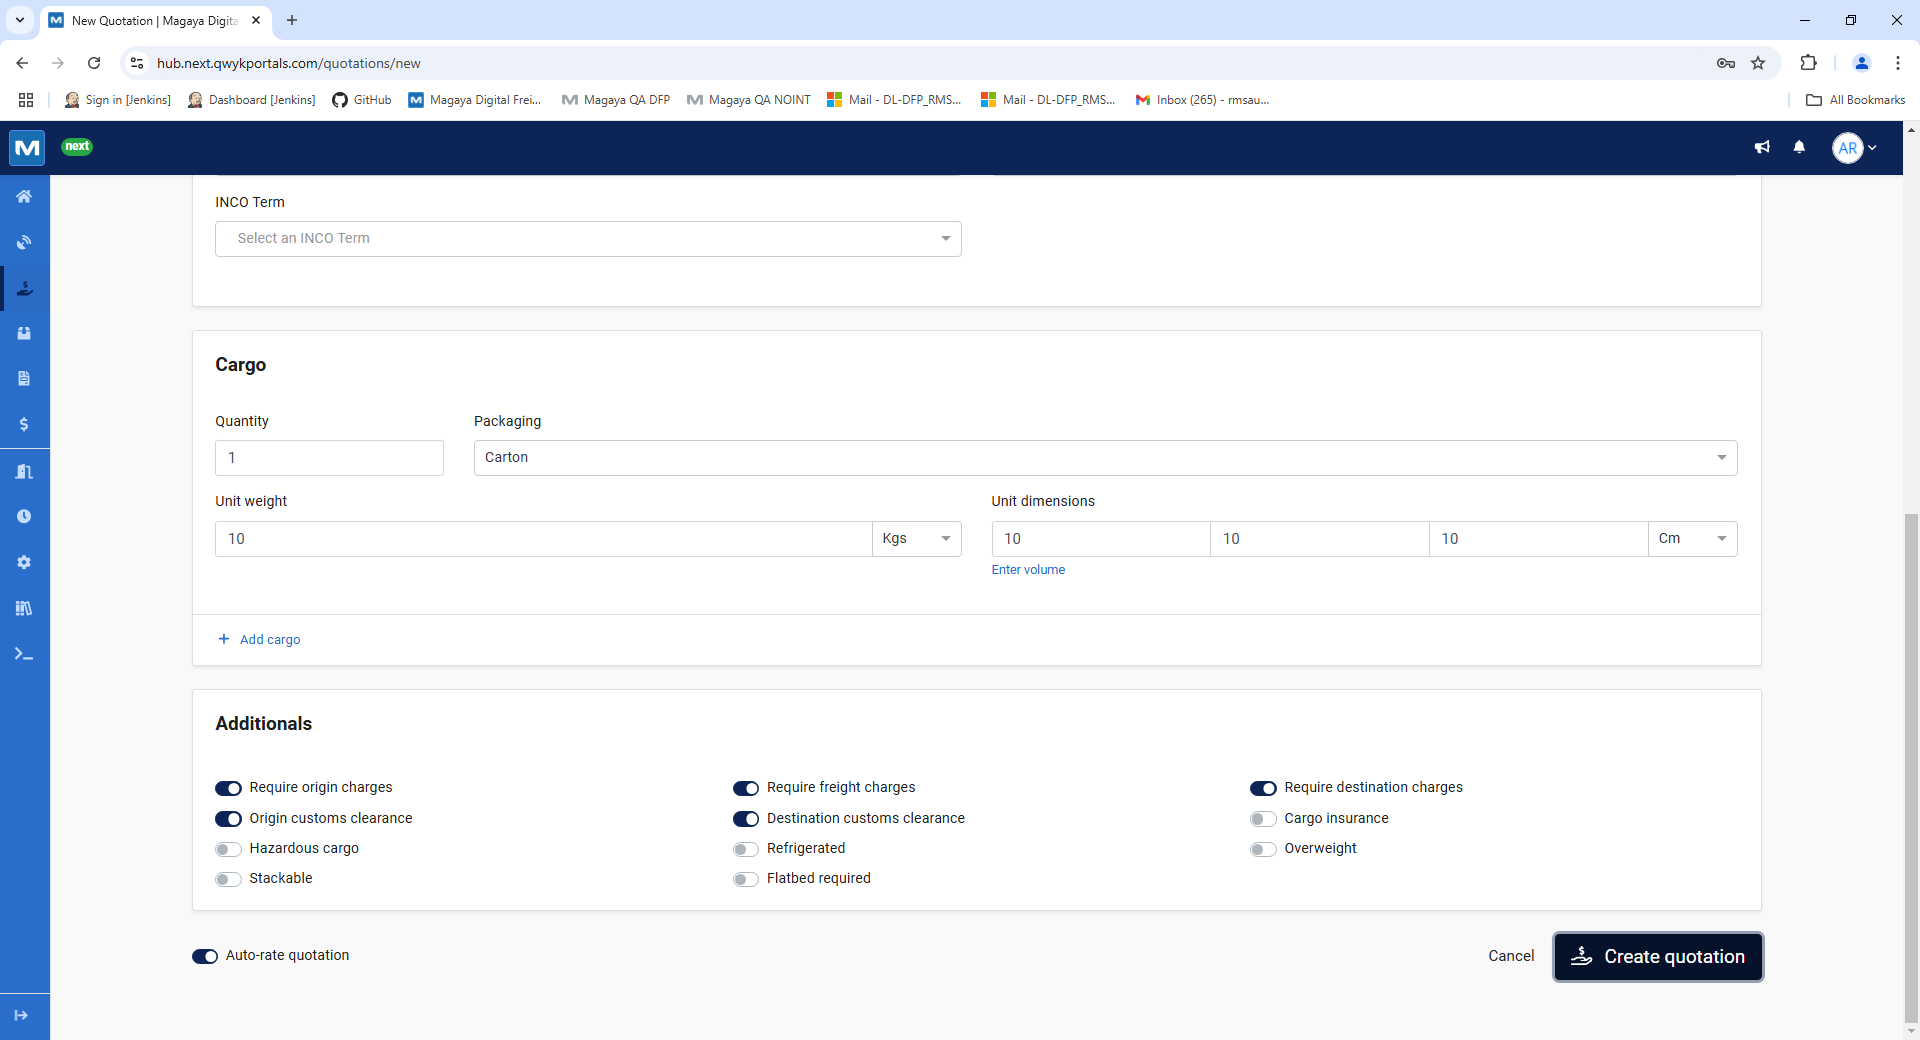 New Quotation | Magaya Digita
hub.next.qwykportals.com/quotations/new
Sign in [Jenkins]
Dashboard [Jenkins]
GitHub
Magaya Digital Frei...
Magaya QA DFP
Magaya QA NOINT
Mail - DL-DFP_RMS...
Mail - DL-DFP_RMS...
Inbox (265) - rmsau...
All Bookmarks
next
AR
INCO Term
Select an INCO Term
Cargo
Quantity
Packaging
1
Carton
Unit weight
Unit dimensions
10
Kgs
10
10
10
Cm
Enter volume
+ Add cargo
Additionals
Require origin charges
Require freight charges
Require destination charges
Origin customs clearance
Destination customs clearance
Cargo insurance
Hazardous cargo
Refrigerated
Overweight
Stackable
Flatbed required
Auto-rate quotation
Cancel
Create quotation